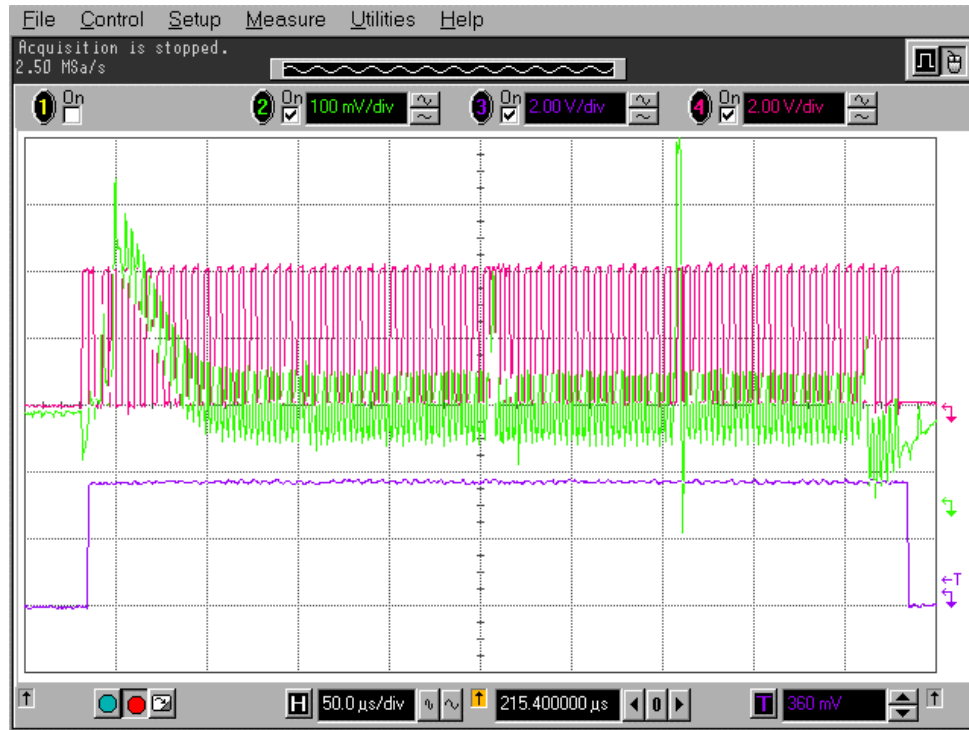 File Control Setup Measure Utilities Help
Acquisition is stopped.
2.50 MSa/s
1 On 2 On 100 mV/div 3 On 2.00 V/div 4 On 2.00 V/div
T
H 50.0 µs/div 215.400000 µs 0 T 360 mV